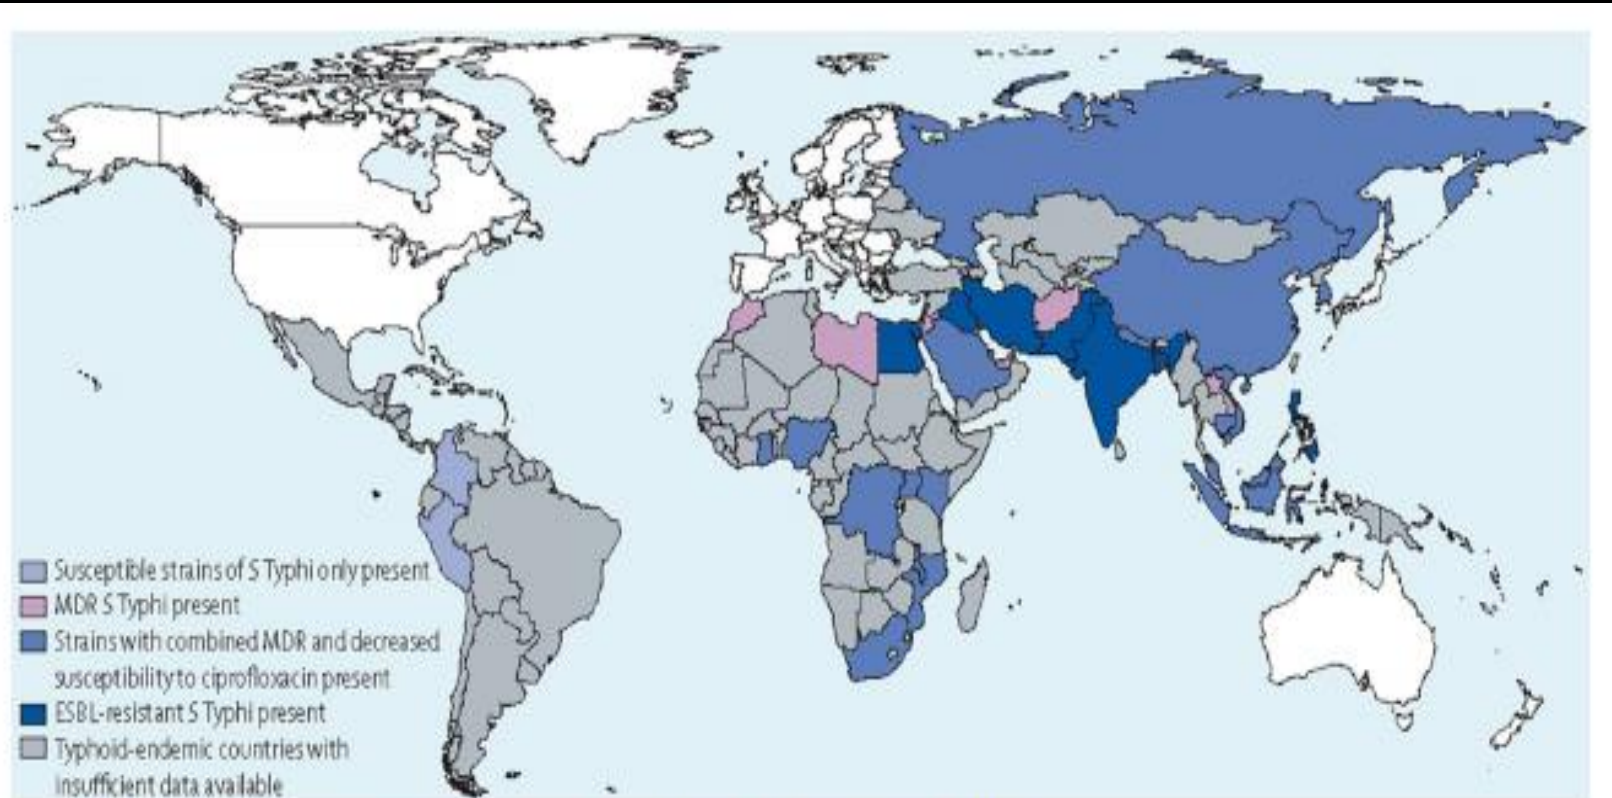 Susceptible strains of S Typhi only present
MDR S Typhi present
Strains with combined MDR and decreased
susceptibility to ciprofloxacin present
ESBL-resistant S Typhi present
Typhoid-endemic countries with
insufficient data available